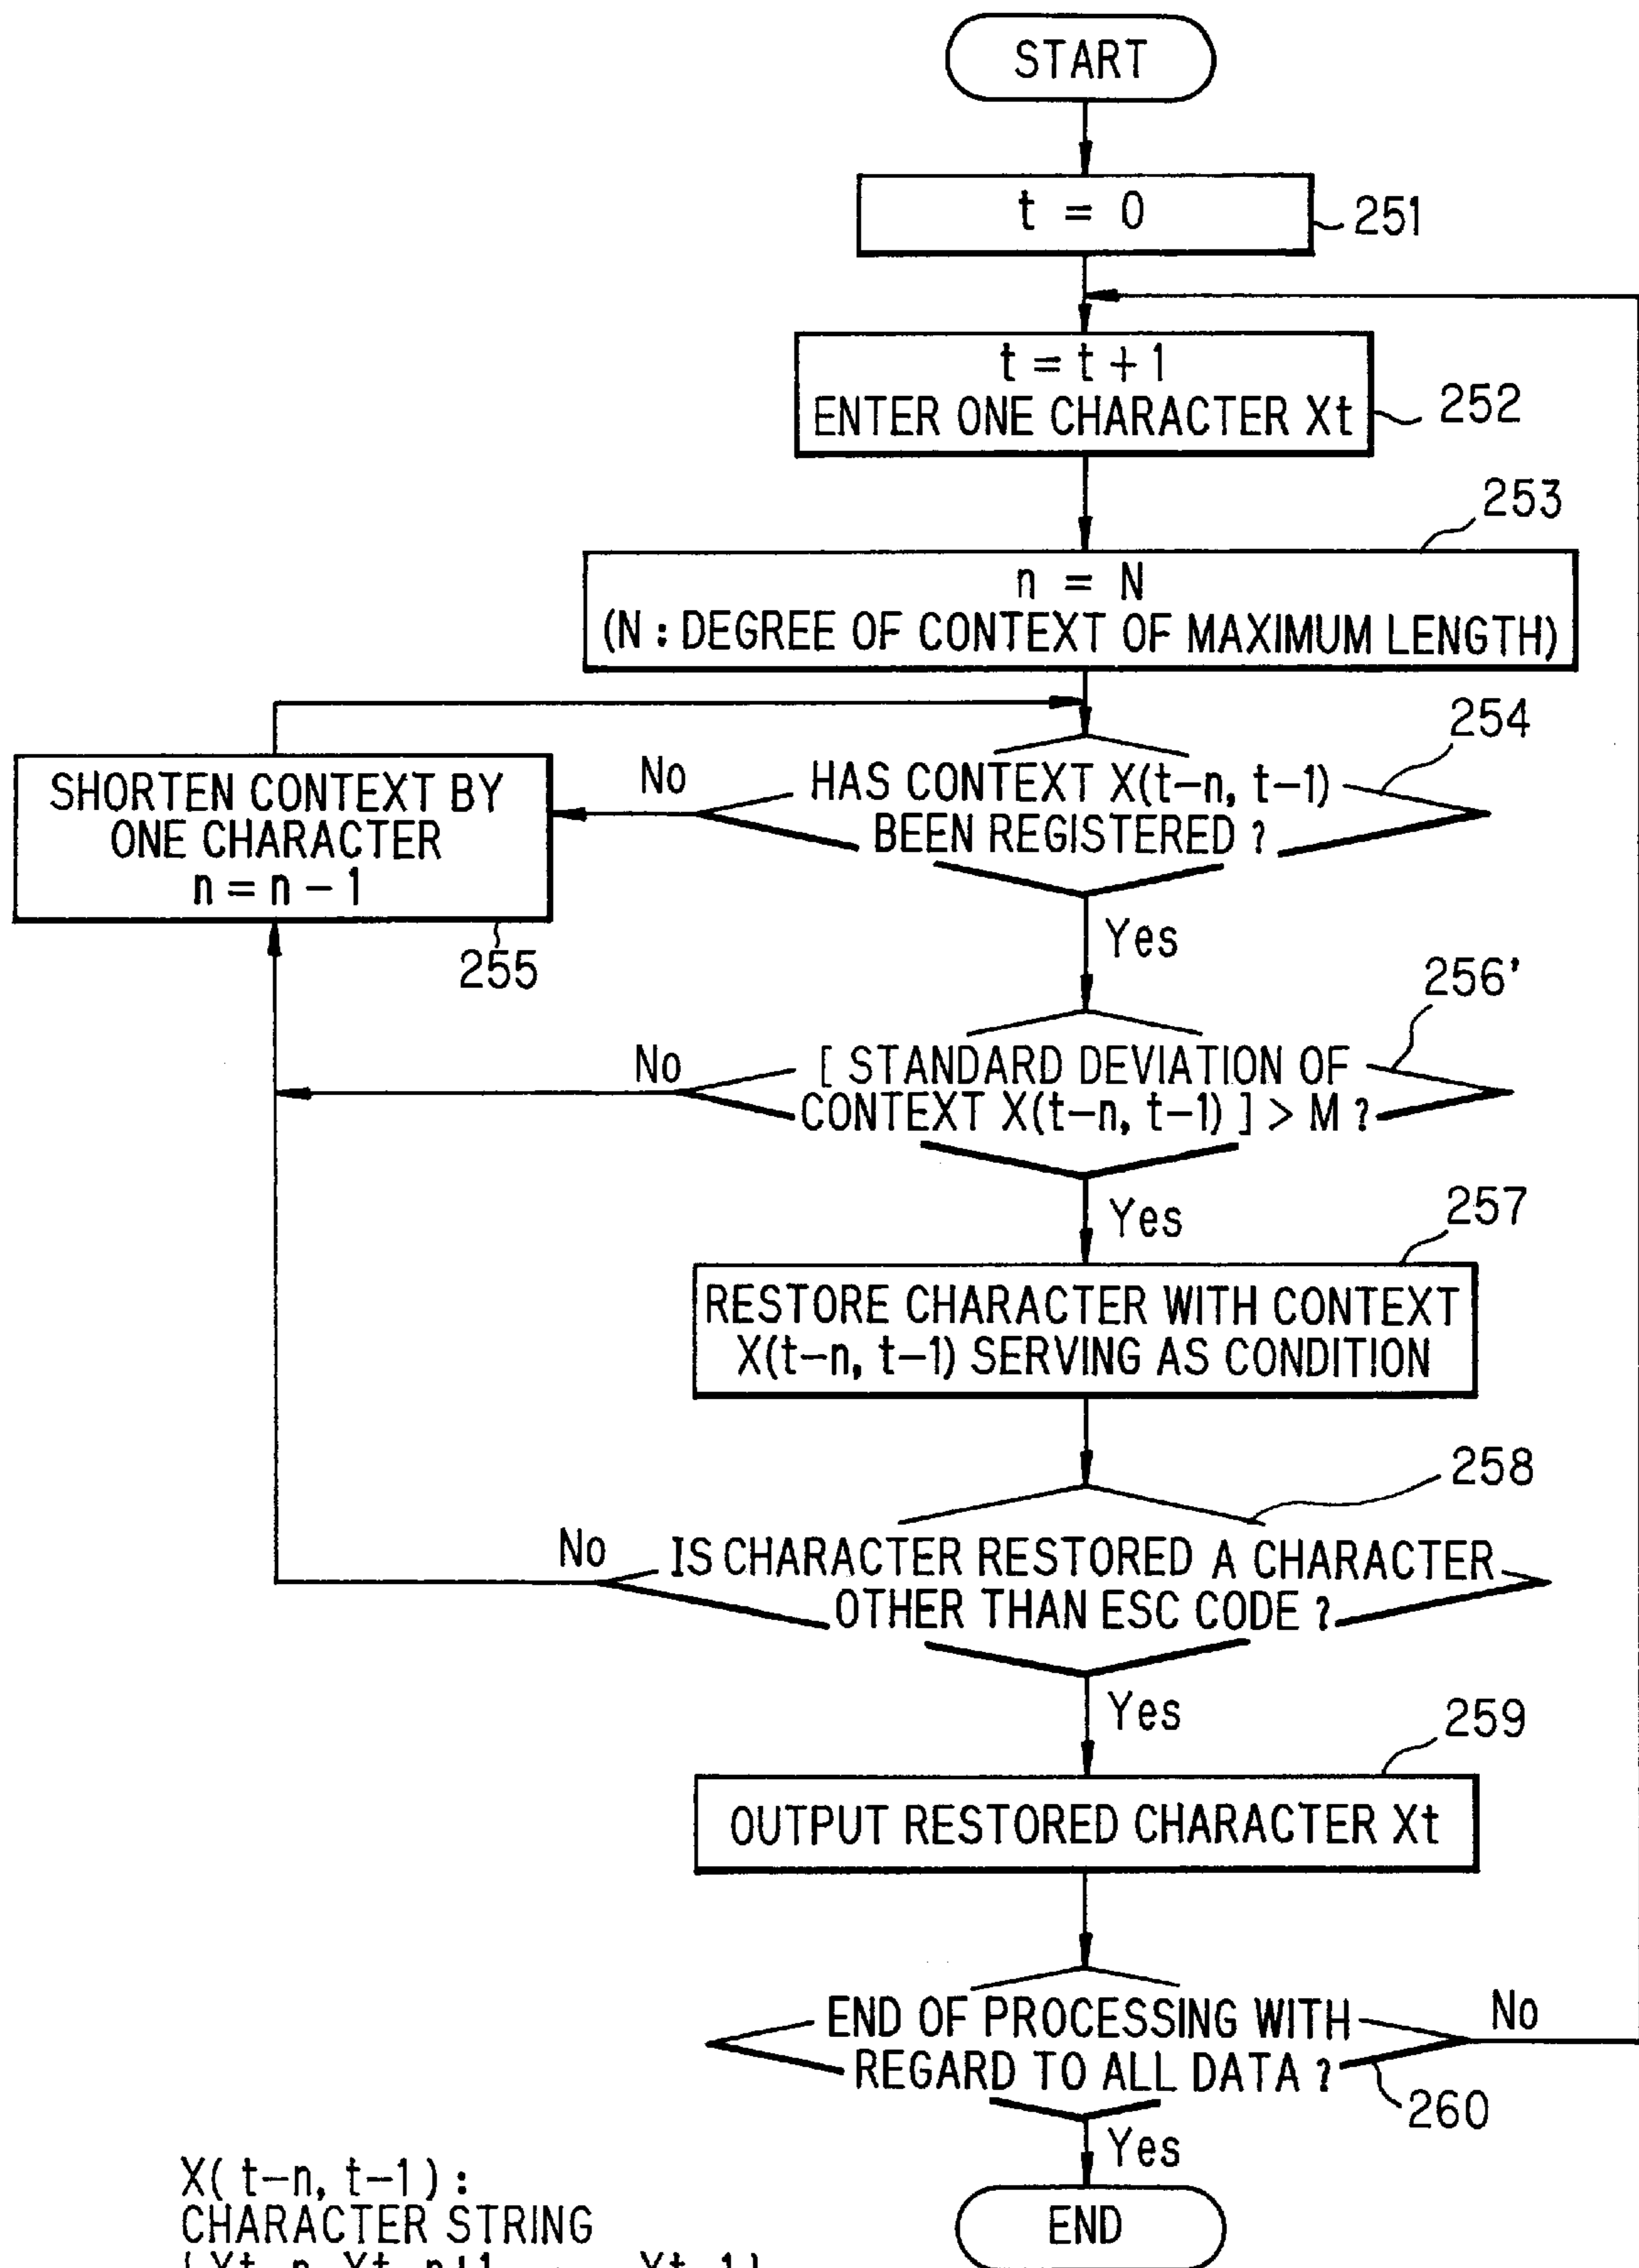 START
t = 0
251
t = t + 1
ENTER ONE CHARACTER Xt
252
253
n = N
(N : DEGREE OF CONTEXT OF MAXIMUM LENGTH)
254
SHORTEN CONTEXT BY
ONE CHARACTER
n = n - 1
255
No
HAS CONTEXT X(t-n, t-1)
BEEN REGISTERED ?
Yes
256'
No
[ STANDARD DEVIATION OF
CONTEXT X(t-n, t-1) ] > M ?
Yes
257
RESTORE CHARACTER WITH CONTEXT
X(t-n, t-1) SERVING AS CONDITION
258
No
IS CHARACTER RESTORED A CHARACTER
OTHER THAN ESC CODE ?
Yes
259
OUTPUT RESTORED CHARACTER Xt
END OF PROCESSING WITH
REGARD TO ALL DATA ?
No
260
Yes
END
X( t-n, t-1 ) :
CHARACTER STRING